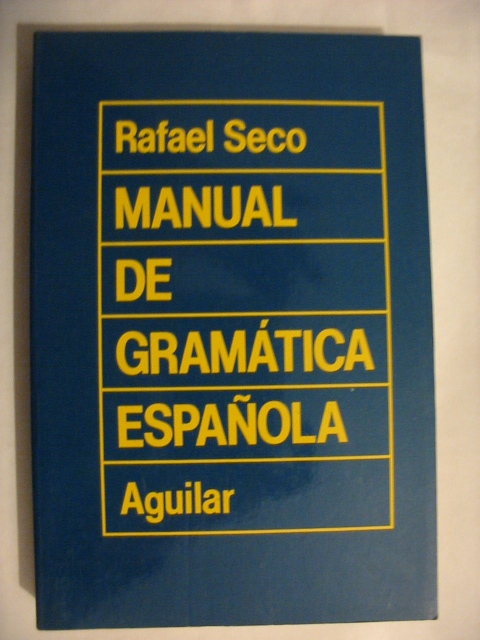 Rafael Seco
MANUAL
DE
GRAMÁTICA
ESPAÑOLA
Aguilar